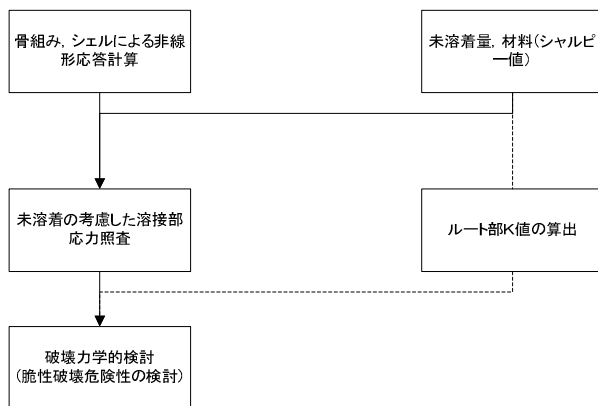 骨組み，シェルによる非線
形応答計算
未溶着量，材料（シャルピ
ー値）
未溶着の考慮した溶接部
応力照査
ルート部K値の算出
破壊力学的検討
（脆性破壊危険性の検討）